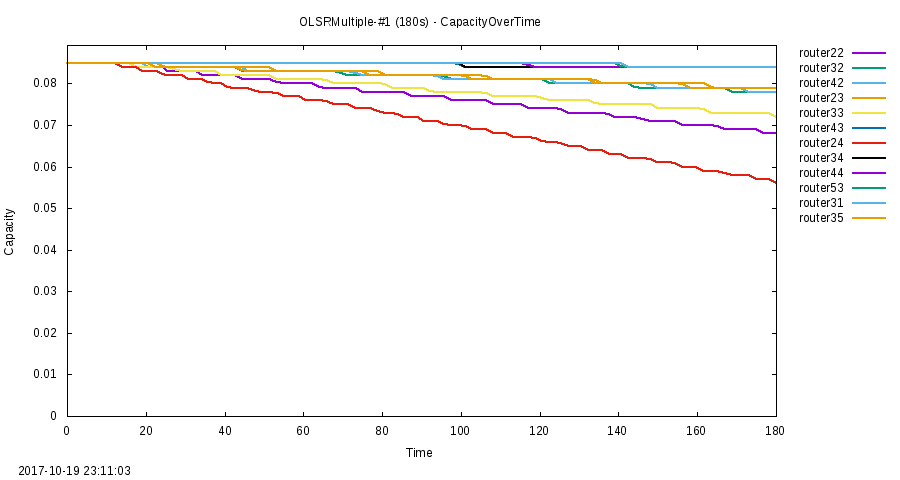 OLSRMultiple-#1 (180s) - CapacityOverTime
router22
router32
router42
router23
router33
router43
router24
router34
router44
router53
router31
router35
0.08
0.07
0.06
0.05
0.04
0.03
0.02
0.01
0
Capacity
0 20 40 60 80 100 120 140 160 180
Time
2017-10-19 23:11:03